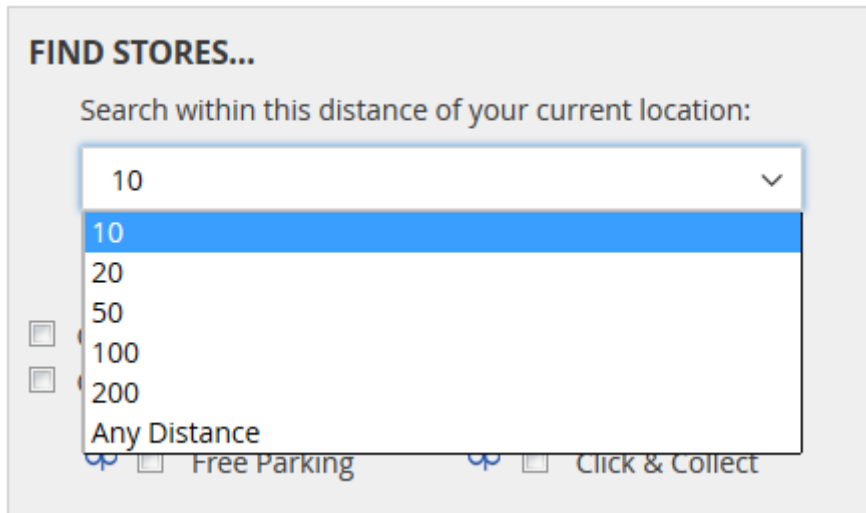 FIND STORES...
Search within this distance of your current location:
10
10
20
50
100
200
Any Distance
Free Parking Click & Collect